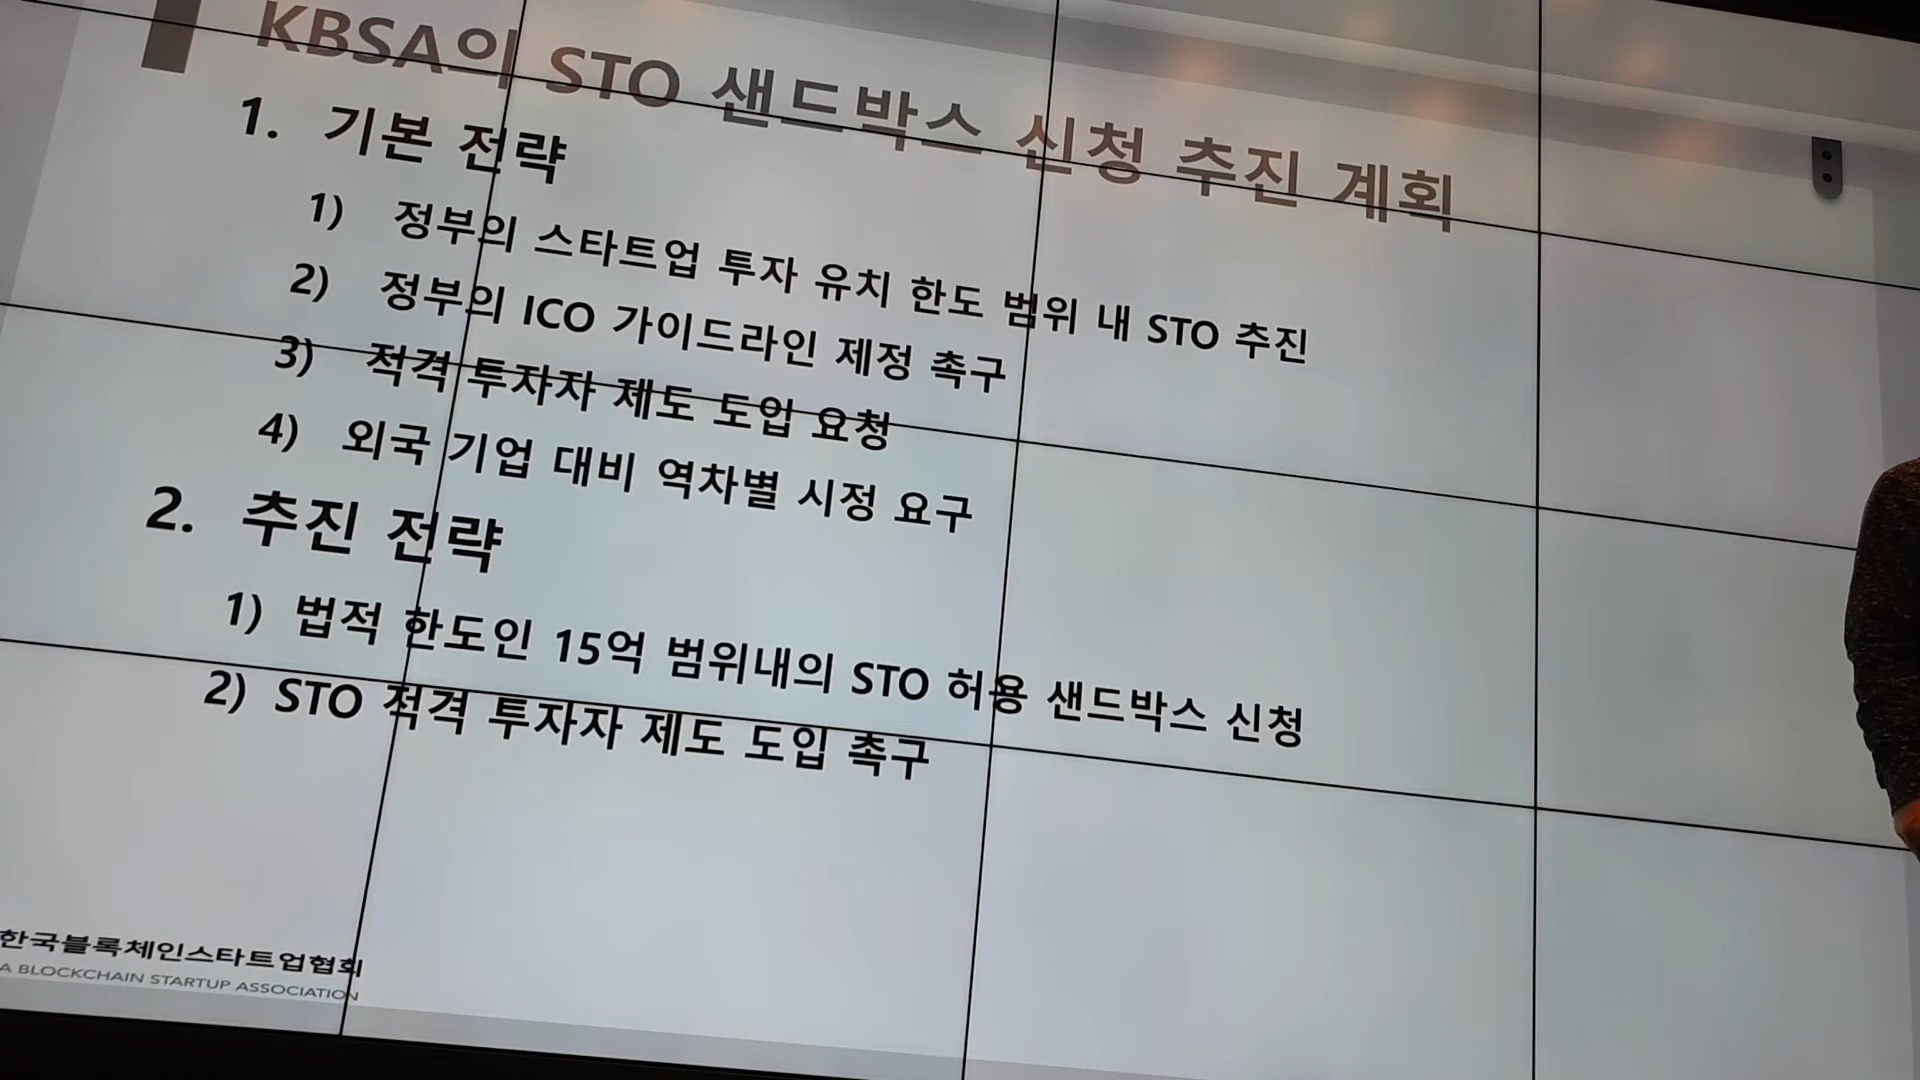 KBSA의 STO 샌드박스 신청 추진 계획
1. 기본 전략
1) 정부의 스타트업 투자 유치 한도 범위 내 STO 추진
2) 정부의 ICO 가이드라인 제정 촉구
3) 적격 투자자 제도 도입 요청
4) 외국 기업 대비 역차별 시정 요구
2. 추진 전략
1) 법적 한도인 15억 범위내의 STO 허용 샌드박스 신청
2) STO 적격 투자자 제도 도입 촉구
한국블록체인스타트업협회
A BLOCKCHAIN STARTUP ASSOCIATION